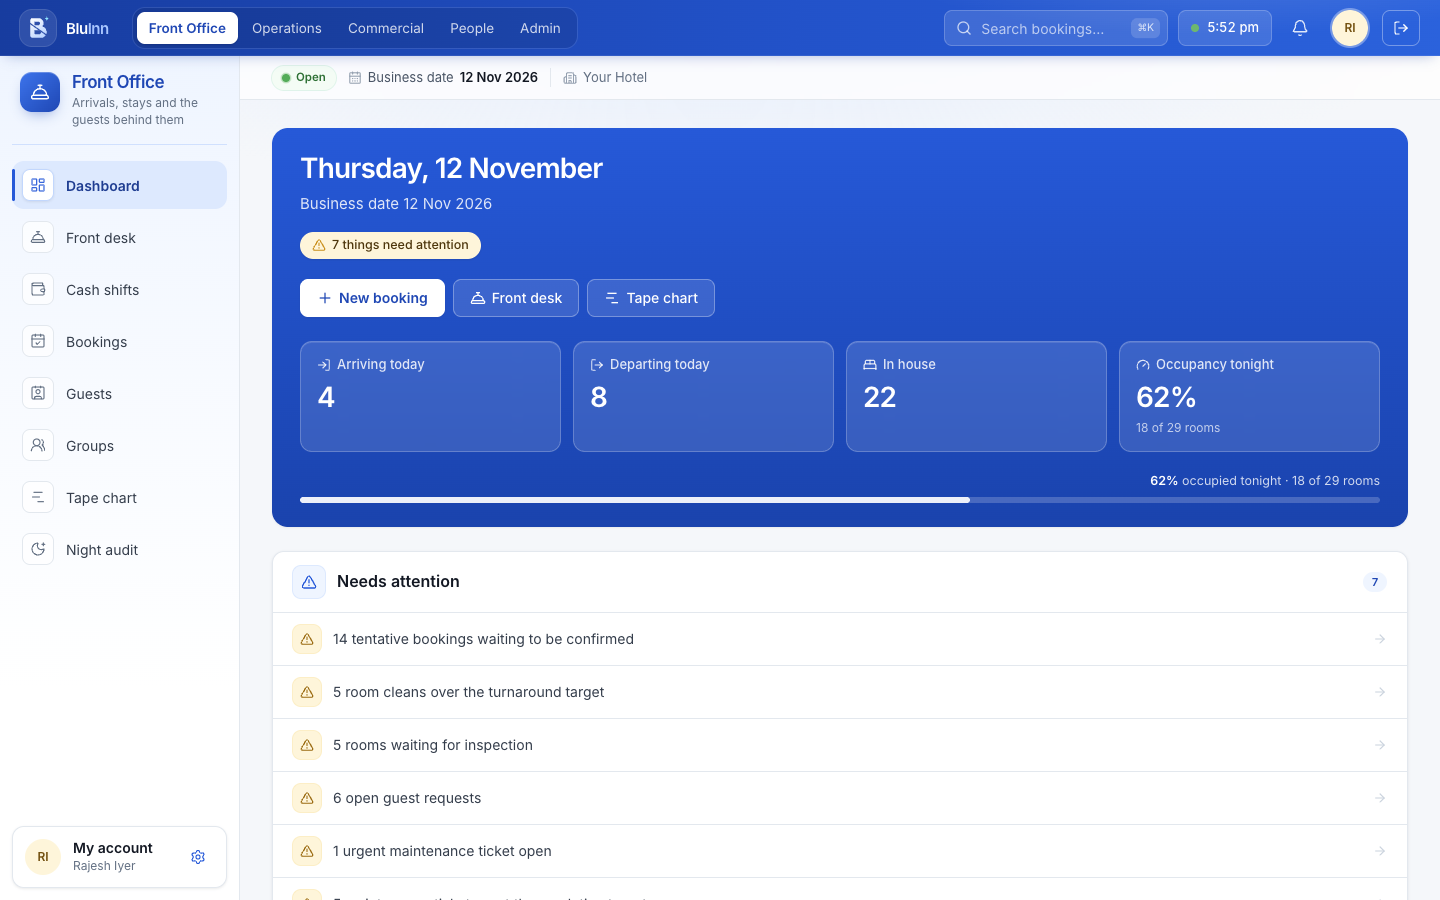 BluInn
Front Office
Operations
Commercial
People
Admin
Search bookings...
⌘K
5:52 pm
RI
Front Office
Arrivals, stays and the
guests behind them
Open
Business date 12 Nov 2026
Your Hotel
Dashboard
Front desk
Cash shifts
Bookings
Guests
Groups
Tape chart
Night audit
My account
RI
Rajesh Iyer
Thursday, 12 November
Business date 12 Nov 2026
7 things need attention
New booking
Front desk
Tape chart
Arriving today
4
Departing today
8
In house
22
Occupancy tonight
62%
18 of 29 rooms
62% occupied tonight · 18 of 29 rooms
Needs attention
7
14 tentative bookings waiting to be confirmed
5 room cleans over the turnaround target
5 rooms waiting for inspection
6 open guest requests
1 urgent maintenance ticket open